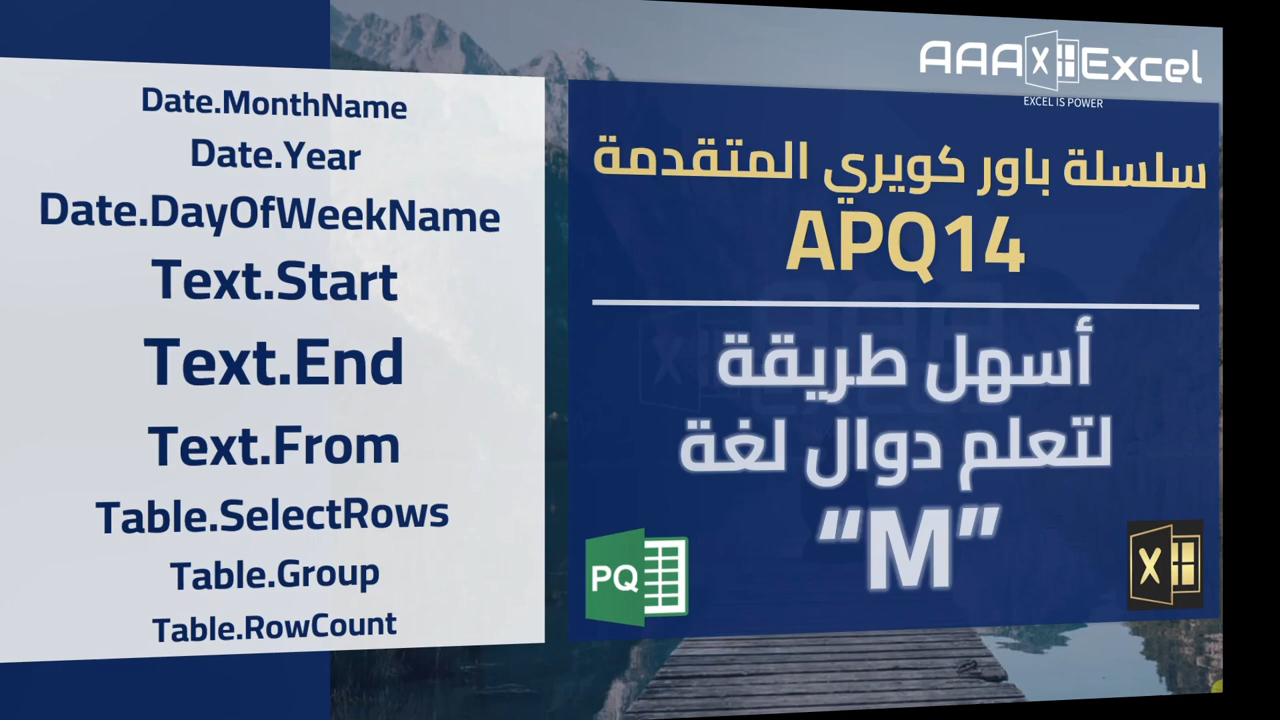 Date.MonthName
Date.Year
Date.DayOfWeekName
Text.Start
Text.End
Text.From
Table.SelectRows
Table.Group
Table.RowCount
AAA X Excel
EXCEL IS POWER
سلسلة باور كويري المتقدمة
APQ14
أسهل طريقة
لتعلم دوال لغة
“M”
PQ
X